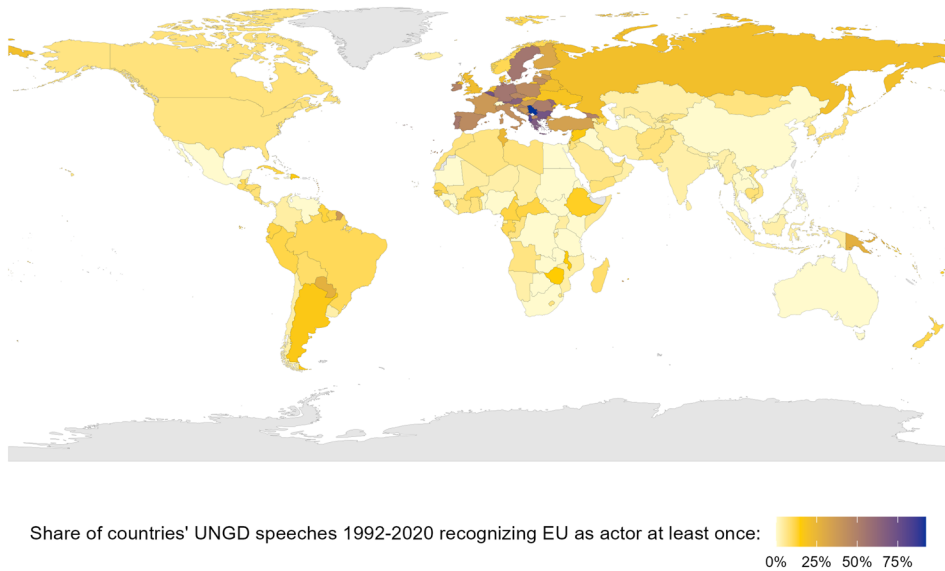 Share of countries' UNGD speeches 1992-2020 recognizing EU as actor at least once:
0% 25% 50% 75%